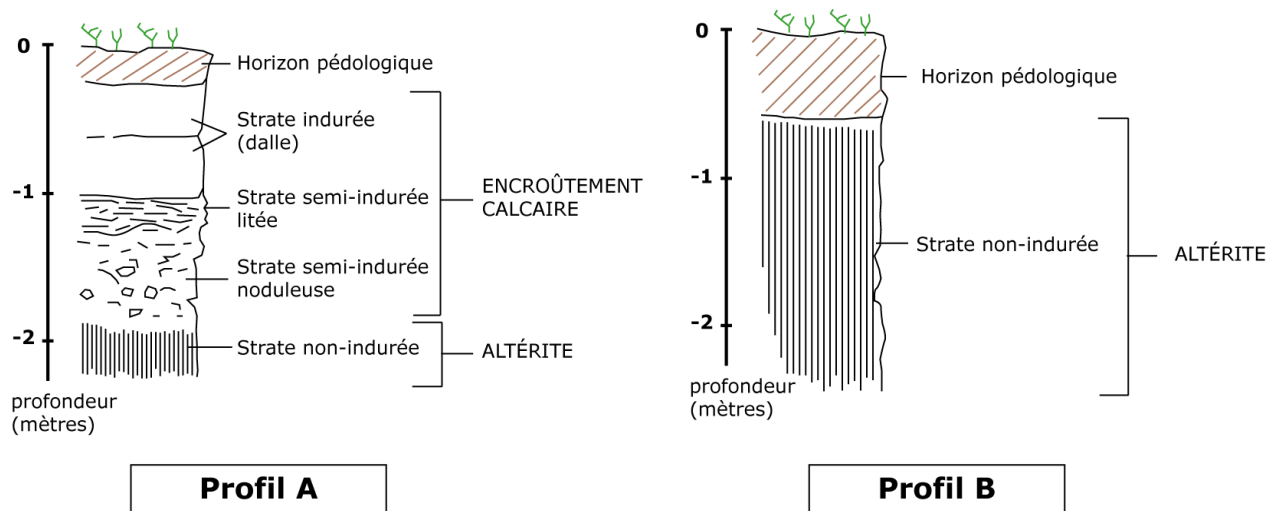 0
Horizon pédologique
Strate indurée
(dalle)
-1
Strate semi-indurée
litée
ENCROÛTEMENT
CALCAIRE
Strate semi-indurée
noduleuse
-2
Strate non-indurée
ALTÉRITE
profondeur
(mètres)
Profil A
0
Horizon pédologique
-1
Strate non-indurée
ALTÉRITE
-2
profondeur
(mètres)
Profil B